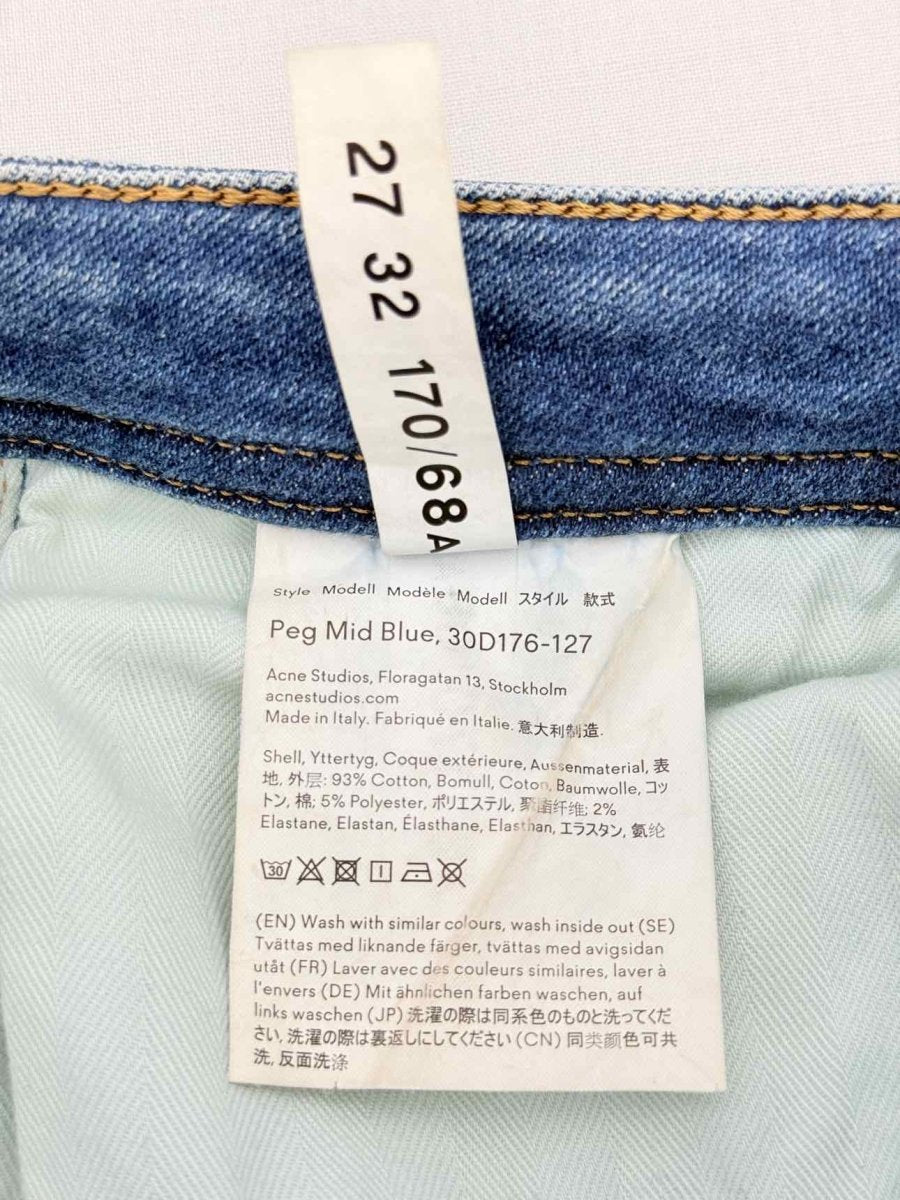 27 32 170/68A
Style Modell Modèle Modell スタイル 款式
Peg Mid Blue, 30D176-127
Acne Studios, Floragatan 13, Stockholm
acnestudios.com
Made in Italy. Fabriqué en Italie. 意大利制造.
Shell, Yttertyg, Coque extérieure, Aussenmaterial, 表
地, 外层: 93% Cotton, Bomull, Coton, Baumwolle, コッ
トン, 棉; 5% Polyester, ポリエステル, 聚酯纤维; 2%
Elastane, Elastan, Élasthane, Elasthan, エラスタン, 氨纶
30
(EN) Wash with similar colours, wash inside out (SE)
Tvättas med liknande färger, tvättas med avigsidan
utåt (FR) Laver avec des couleurs similaires, laver à
l'envers (DE) Mit ähnlichen farben waschen, auf
links waschen (JP) 洗濯の際は同系色のものと洗ってくだ
さい, 洗濯の際は裏返しにしてください (CN) 同类颜色可共
洗, 反面洗涤